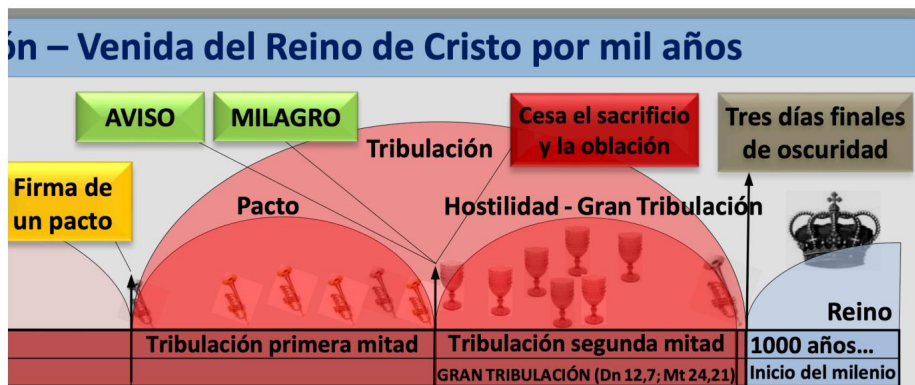 ón – Venida del Reino de Cristo por mil años
AVISO
MILAGRO
Cesa el sacrificio
y la oblación
Tres días finales
de oscuridad
Tribulación
Firma de
un pacto
Pacto
Hostilidad - Gran Tribulación
Reino
Tribulación primera mitad
Tribulación segunda mitad
1000 años...
GRAN TRIBULACIÓN (Dn 12,7; Mt 24,21)
Inicio del milenio